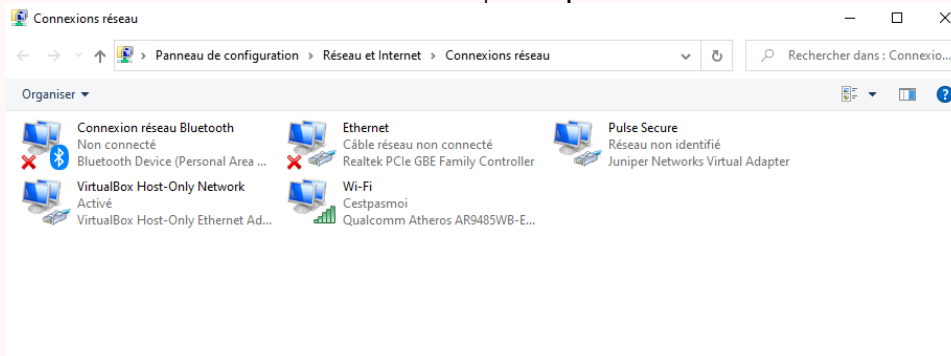 Connexions réseau
Panneau de configuration › Réseau et Internet › Connexions réseau
Rechercher dans : Connexio...
Organiser
Connexion réseau Bluetooth
Non connecté
Bluetooth Device (Personal Area ...
Ethernet
Câble réseau non connecté
Realtek PCIe GBE Family Controller
Pulse Secure
Réseau non identifié
Juniper Networks Virtual Adapter
VirtualBox Host-Only Network
Activé
VirtualBox Host-Only Ethernet Ad...
Wi-Fi
Cestpasmoi
Qualcomm Atheros AR9485WB-E...